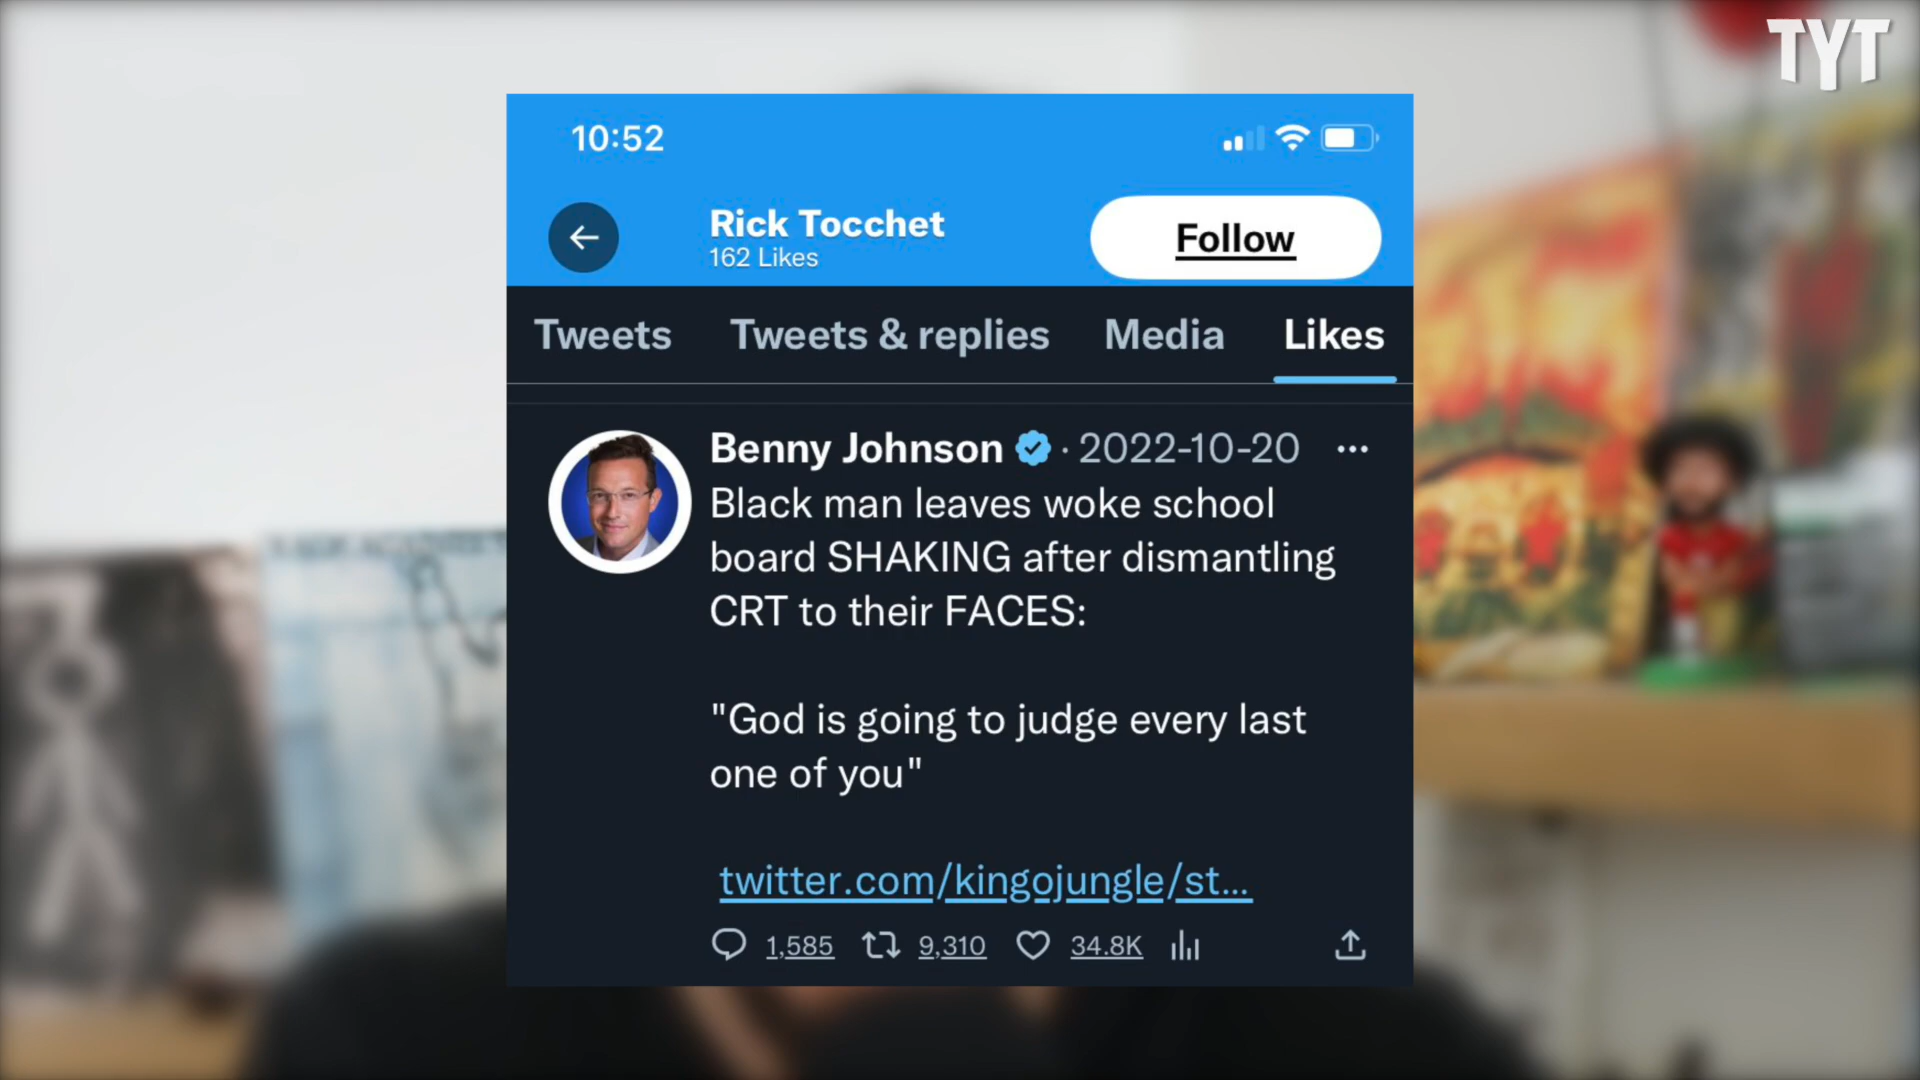 TYT
10:52
Rick Tocchet
162 Likes
Follow
Tweets Tweets & replies Media Likes
Benny Johnson · 2022-10-20 ...
Black man leaves woke school
board SHAKING after dismantling
CRT to their FACES:
"God is going to judge every last
one of you"
twitter.com/kingojungle/st...
1,585 9,310 34.8K